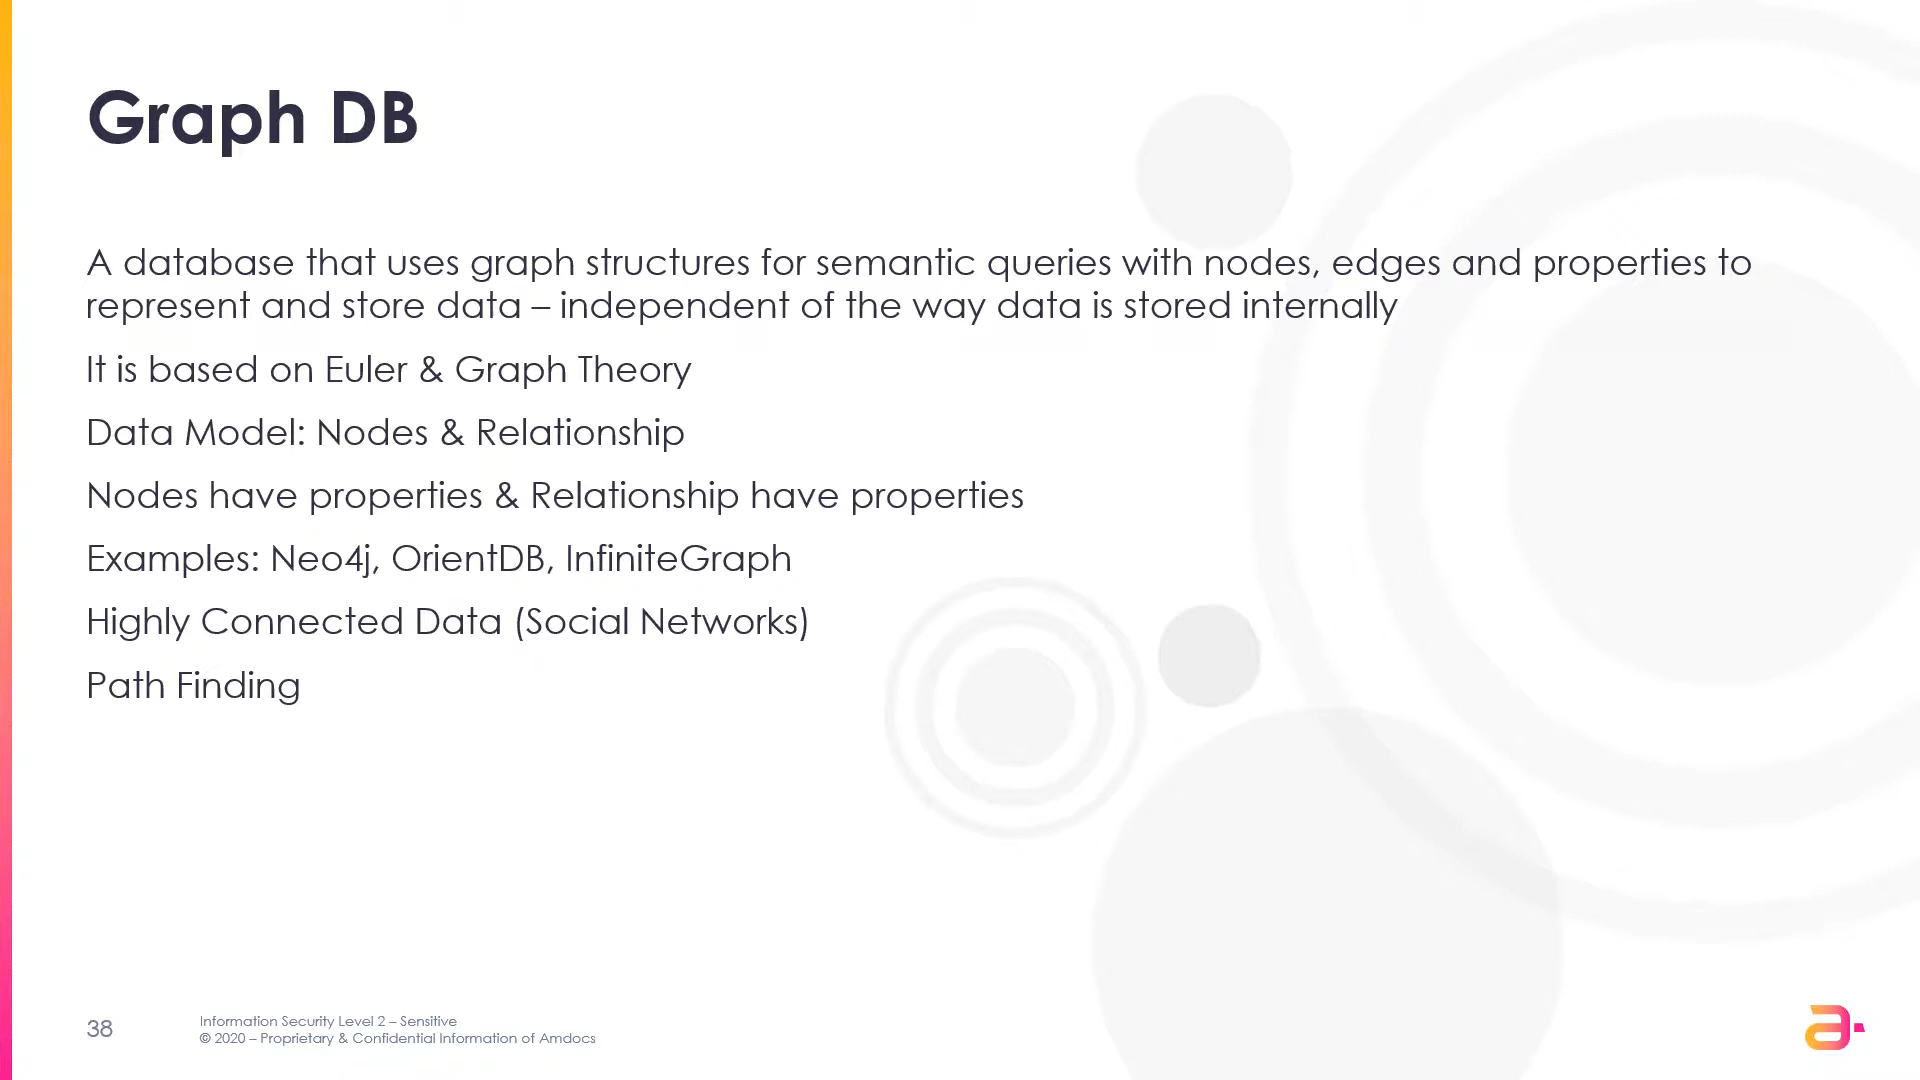 Graph DB
A database that uses graph structures for semantic queries with nodes, edges and properties to
represent and store data – independent of the way data is stored internally
It is based on Euler & Graph Theory
Data Model: Nodes & Relationship
Nodes have properties & Relationship have properties
Examples: Neo4j, OrientDB, InfiniteGraph
Highly Connected Data (Social Networks)
Path Finding
38
Information Security Level 2 – Sensitive
© 2020 – Proprietary & Confidential Information of Amdocs
a